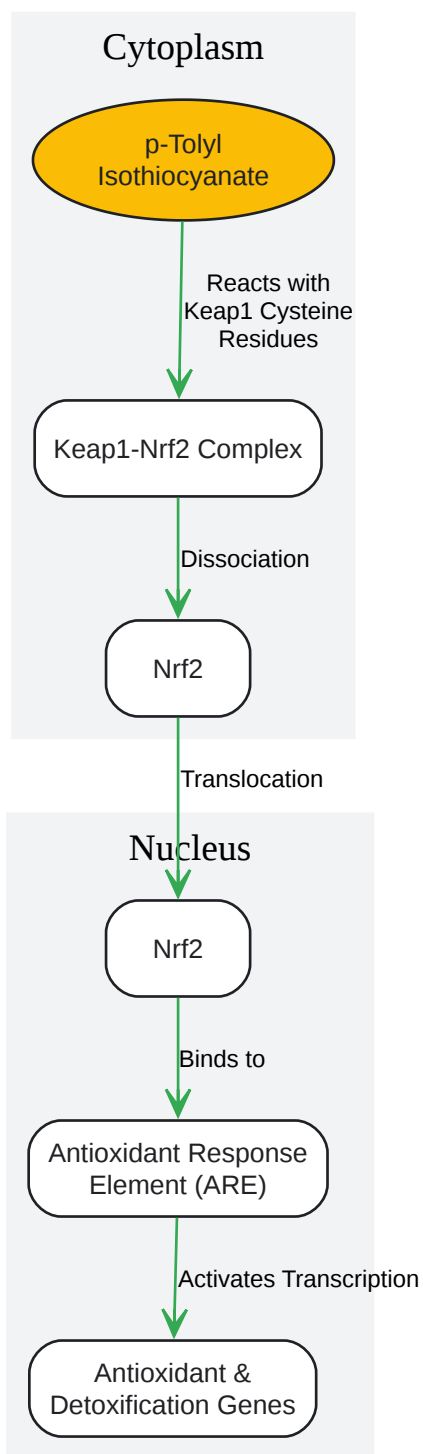 Cytoplasm
p-Tolyl
Isothiocyanate
Reacts with
Keap1 Cysteine
Residues
Keap1-Nrf2 Complex
Dissociation
Nrf2
Translocation
Nucleus
Nrf2
Binds to
Antioxidant Response
Element (ARE)
Activates Transcription
Antioxidant &
Detoxification Genes